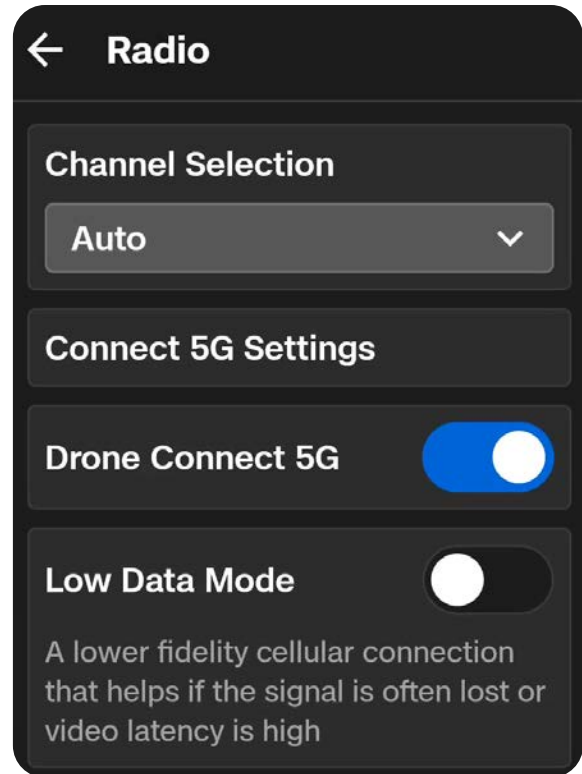 Radio
Channel Selection
Auto
Connect 5G Settings
Drone Connect 5G
Low Data Mode
A lower fidelity cellular connection
that helps if the signal is often lost or
video latency is high